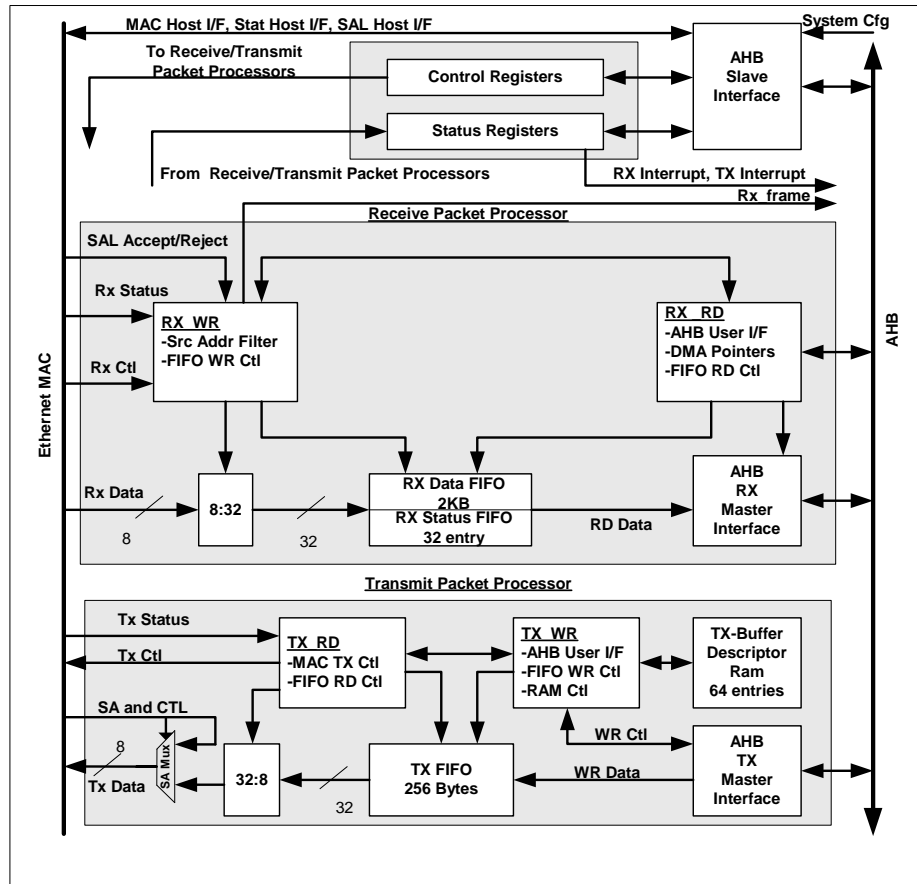 MAC Host I/F, Stat Host I/F, SAL Host I/F
System Cfg
To Receive/Transmit
Packet Processors
Control Registers
AHB
Slave
Interface
Status Registers
From Receive/Transmit Packet Processors
RX Interrupt, TX Interrupt
Rx_frame
Receive Packet Processor
SAL Accept/Reject
Rx Status
RX_WR
-Src Addr Filter
-FIFO WR Ctl
RX_RD
-AHB User I/F
-DMA Pointers
-FIFO RD Ctl
Rx Ctl
Ethernet MAC
AHB
Rx Data
8
8:32
32
RX Data FIFO
2KB
RX Status FIFO
32 entry
RD Data
AHB
RX
Master
Interface
Transmit Packet Processor
Tx Status
Tx Ctl
TX_RD
-MAC TX Ctl
-FIFO RD Ctl
TX_WR
-AHB User I/F
-FIFO WR Ctl
-RAM Ctl
TX-Buffer
Descriptor
Ram
64 entries
SA and CTL
8
SA Mux
Tx Data
32:8
32
TX FIFO
256 Bytes
WR Ctl
WR Data
AHB
TX
Master
Interface